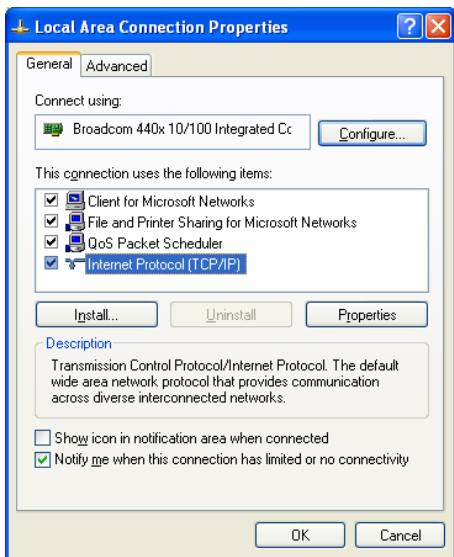 Local Area Connection Properties
General Advanced
Connect using:
Broadcom 440x 10/100 Integrated Cc
Configure...
This connection uses the following items:
Client for Microsoft Networks
File and Printer Sharing for Microsoft Networks
QoS Packet Scheduler
Internet Protocol (TCP/IP)
Install... Uninstall Properties
Description
Transmission Control Protocol/Internet Protocol. The default
wide area network protocol that provides communication
across diverse interconnected networks.
Show icon in notification area when connected
Notify me when this connection has limited or no connectivity
OK Cancel